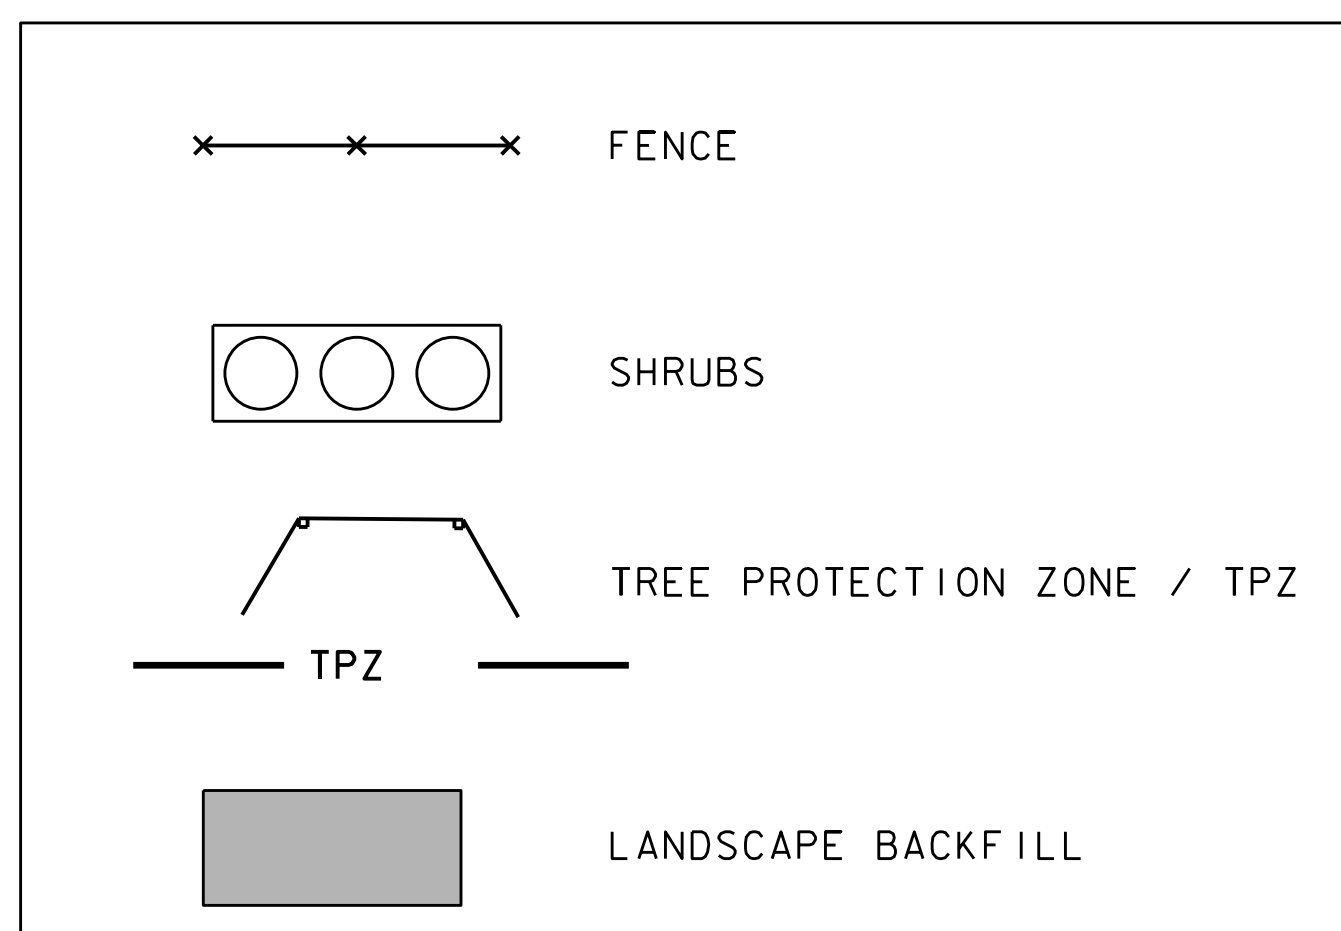 FENCE
SHRUBS
TREE PROTECTION ZONE / TPZ
TPZ
LANDSCAPE BACKFILL